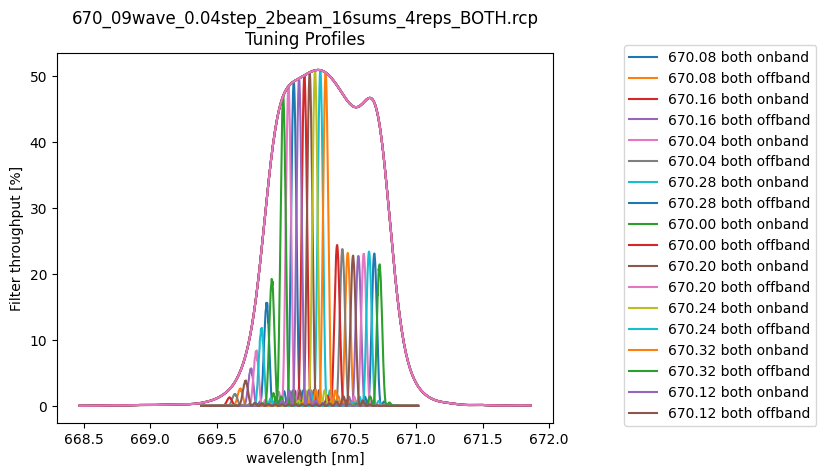 670_09wave_0.04step_2beam_16sums_4reps_BOTH.rcp
Tuning Profiles
Filter throughput [%]
50
40
30
20
10
0
668.5 669.0 669.5 670.0 670.5 671.0 671.5 672.0
wavelength [nm]
670.08 both onband
670.08 both offband
670.16 both onband
670.16 both offband
670.04 both onband
670.04 both offband
670.28 both onband
670.28 both offband
670.00 both onband
670.00 both offband
670.20 both onband
670.20 both offband
670.24 both onband
670.24 both offband
670.32 both onband
670.32 both offband
670.12 both onband
670.12 both offband